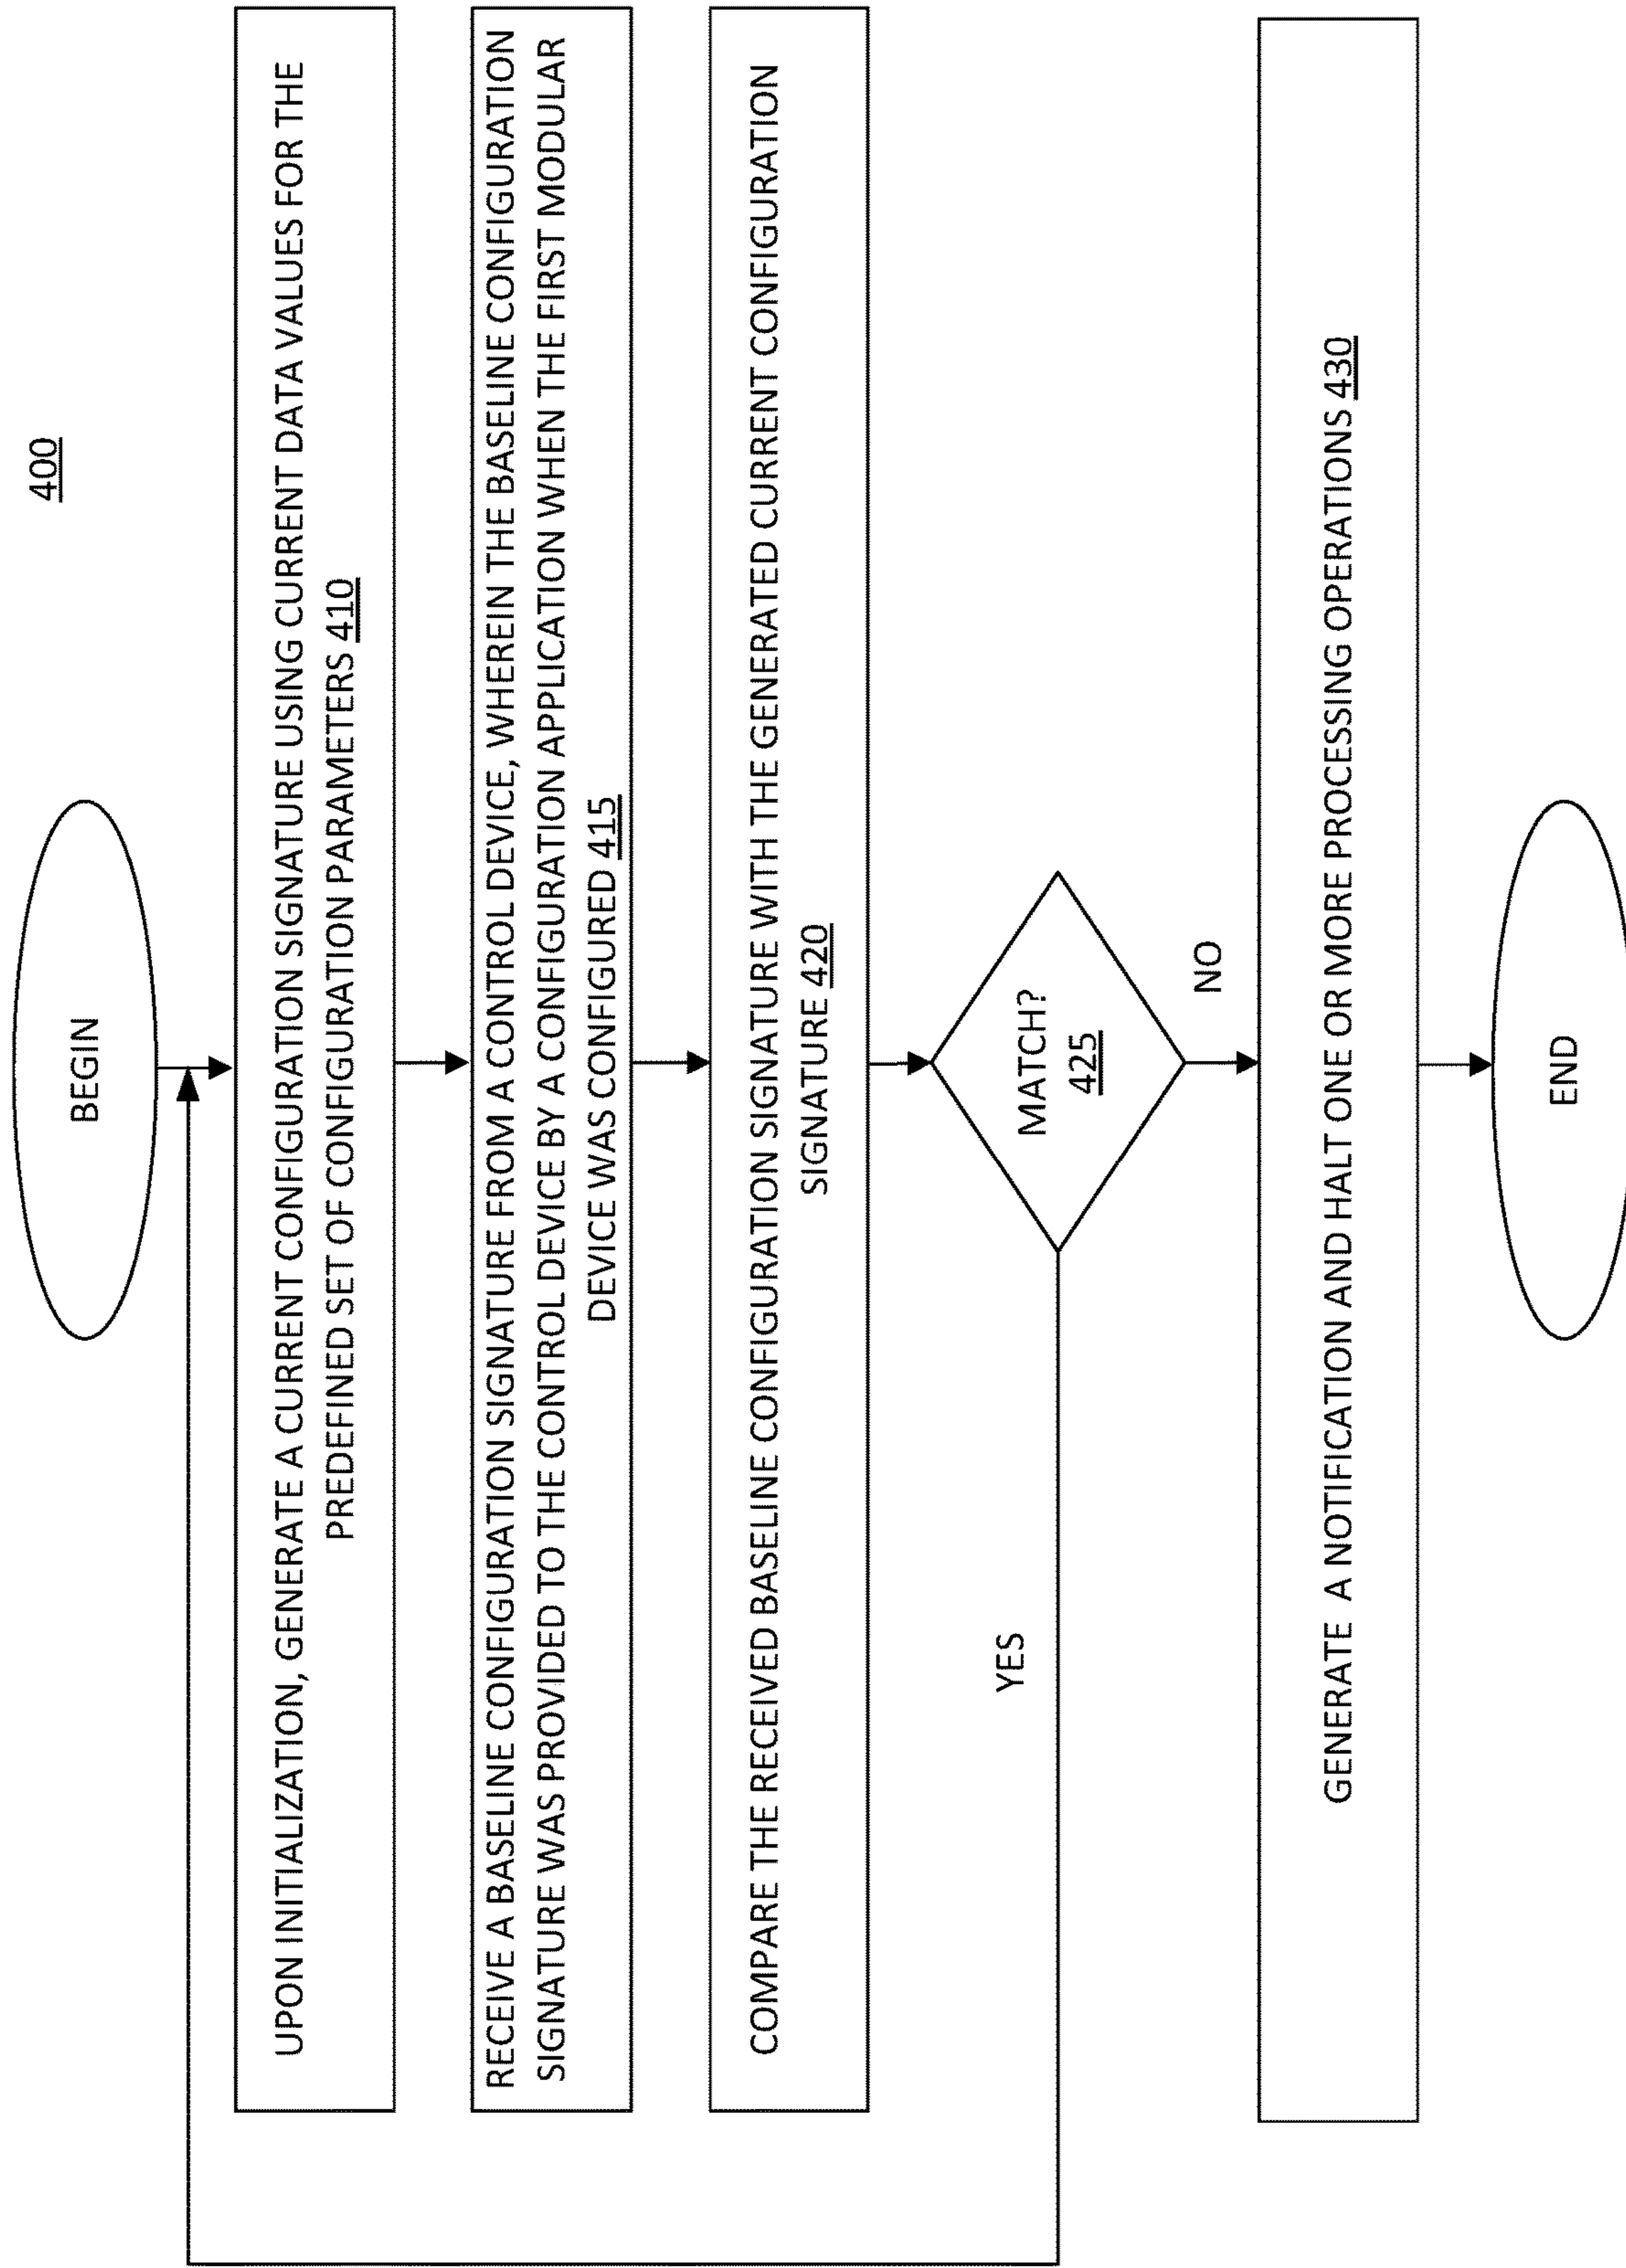 400
BEGIN
UPON INITIALIZATION, GENERATE A CURRENT CONFIGURATION SIGNATURE USING CURRENT DATA VALUES FOR THE
PREDEFINED SET OF CONFIGURATION PARAMETERS 410
RECEIVE A BASELINE CONFIGURATION SIGNATURE FROM A CONTROL DEVICE, WHEREIN THE BASELINE CONFIGURATION
SIGNATURE WAS PROVIDED TO THE CONTROL DEVICE BY A CONFIGURATION APPLICATION WHEN THE FIRST MODULAR
DEVICE WAS CONFIGURED 415
COMPARE THE RECEIVED BASELINE CONFIGURATION SIGNATURE WITH THE GENERATED CURRENT CONFIGURATION
SIGNATURE 420
YES
MATCH?
425
NO
GENERATE A NOTIFICATION AND HALT ONE OR MORE PROCESSING OPERATIONS 430
END